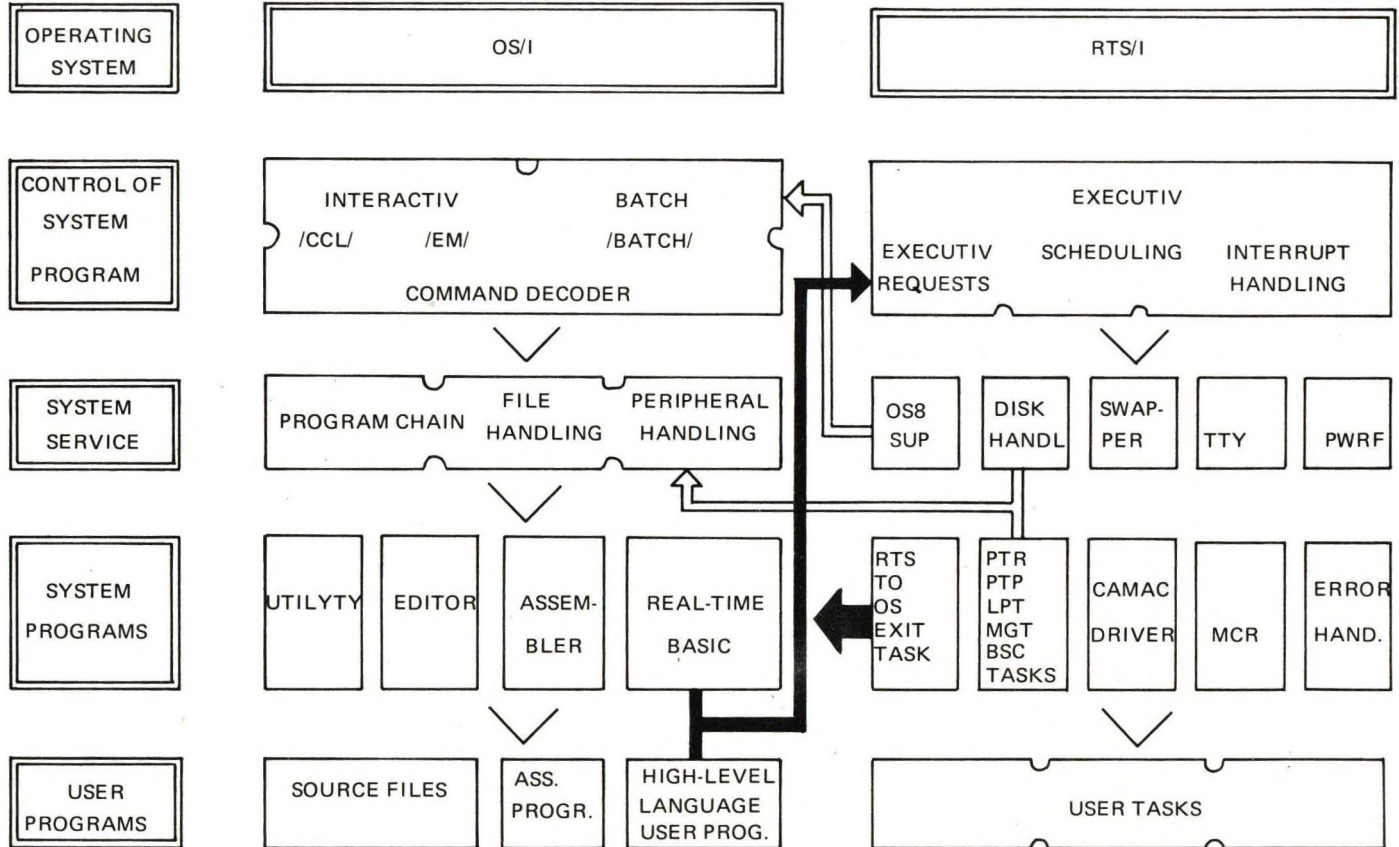 OPERATING
SYSTEM
OS/I
RTS/I
CONTROL OF
SYSTEM
PROGRAM
INTERACTIV
BATCH
/CCL/
/EM/
/BATCH/
COMMAND DECODER
EXECUTIV
EXECUTIV
REQUESTS
SCHEDULING
INTERRUPT
HANDLING
SYSTEM
SERVICE
PROGRAM CHAIN
FILE
HANDLING
PERIPHERAL
HANDLING
OS8
SUP
DISK
HANDL
SWAP-
PER
TTY
PWRF
SYSTEM
PROGRAMS
UTILYTY
EDITOR
ASSEM-
BLER
REAL-TIME
BASIC
RTS
TO
OS
EXIT
TASK
PTR
PTP
LPT
MGT
BSC
TASKS
CAMAC
DRIVER
MCR
ERROR
HAND.
USER
PROGRAMS
SOURCE FILES
ASS.
PROGR.
HIGH-LEVEL
LANGUAGE
USER PROG.
USER TASKS